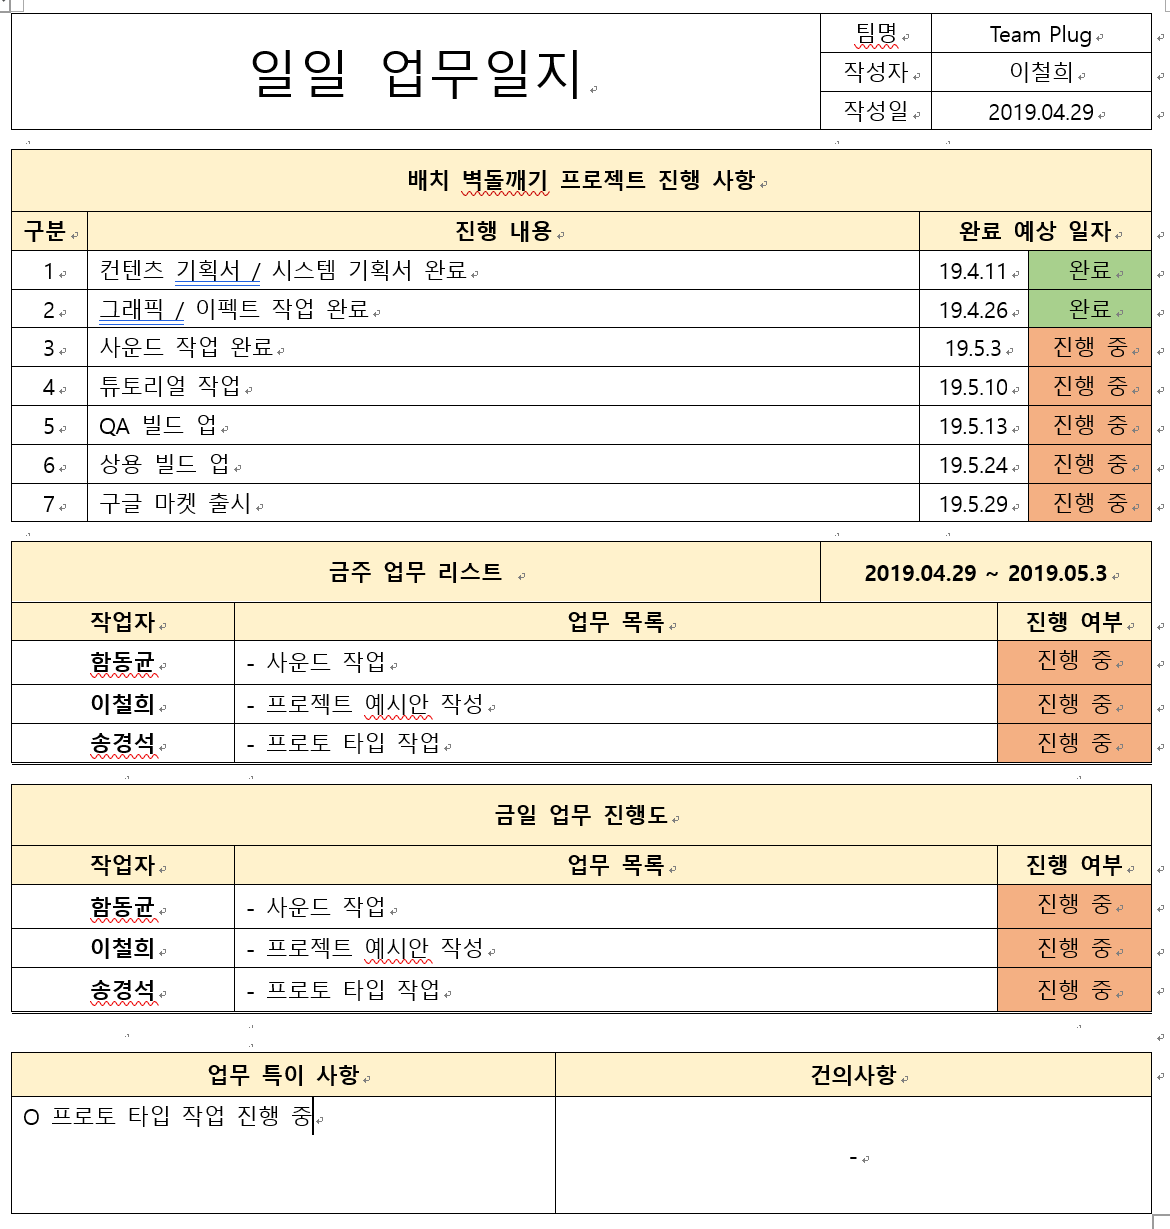 일일 업무일지
팀명 Team Plug
작성자 이철희
작성일 2019.04.29
배치 벽돌깨기 프로젝트 진행 사항
구분 진행 내용 완료 예상 일자
1 컨텐츠 기획서 / 시스템 기획서 완료 19.4.11 완료
2 그래픽 / 이펙트 작업 완료 19.4.26 완료
3 사운드 작업 완료 19.5.3 진행 중
4 튜토리얼 작업 19.5.10 진행 중
5 QA 빌드 업 19.5.13 진행 중
6 상용 빌드 업 19.5.24 진행 중
7 구글 마켓 출시 19.5.29 진행 중
금주 업무 리스트 2019.04.29 ~ 2019.05.3
작업자 업무 목록 진행 여부
함동균 - 사운드 작업 진행 중
이철희 - 프로젝트 예시안 작성 진행 중
송경석 - 프로토 타입 작업 진행 중
금일 업무 진행도
작업자 업무 목록 진행 여부
함동균 - 사운드 작업 진행 중
이철희 - 프로젝트 예시안 작성 진행 중
송경석 - 프로토 타입 작업 진행 중
업무 특이 사항 건의사항
O 프로토 타입 작업 진행 중
-